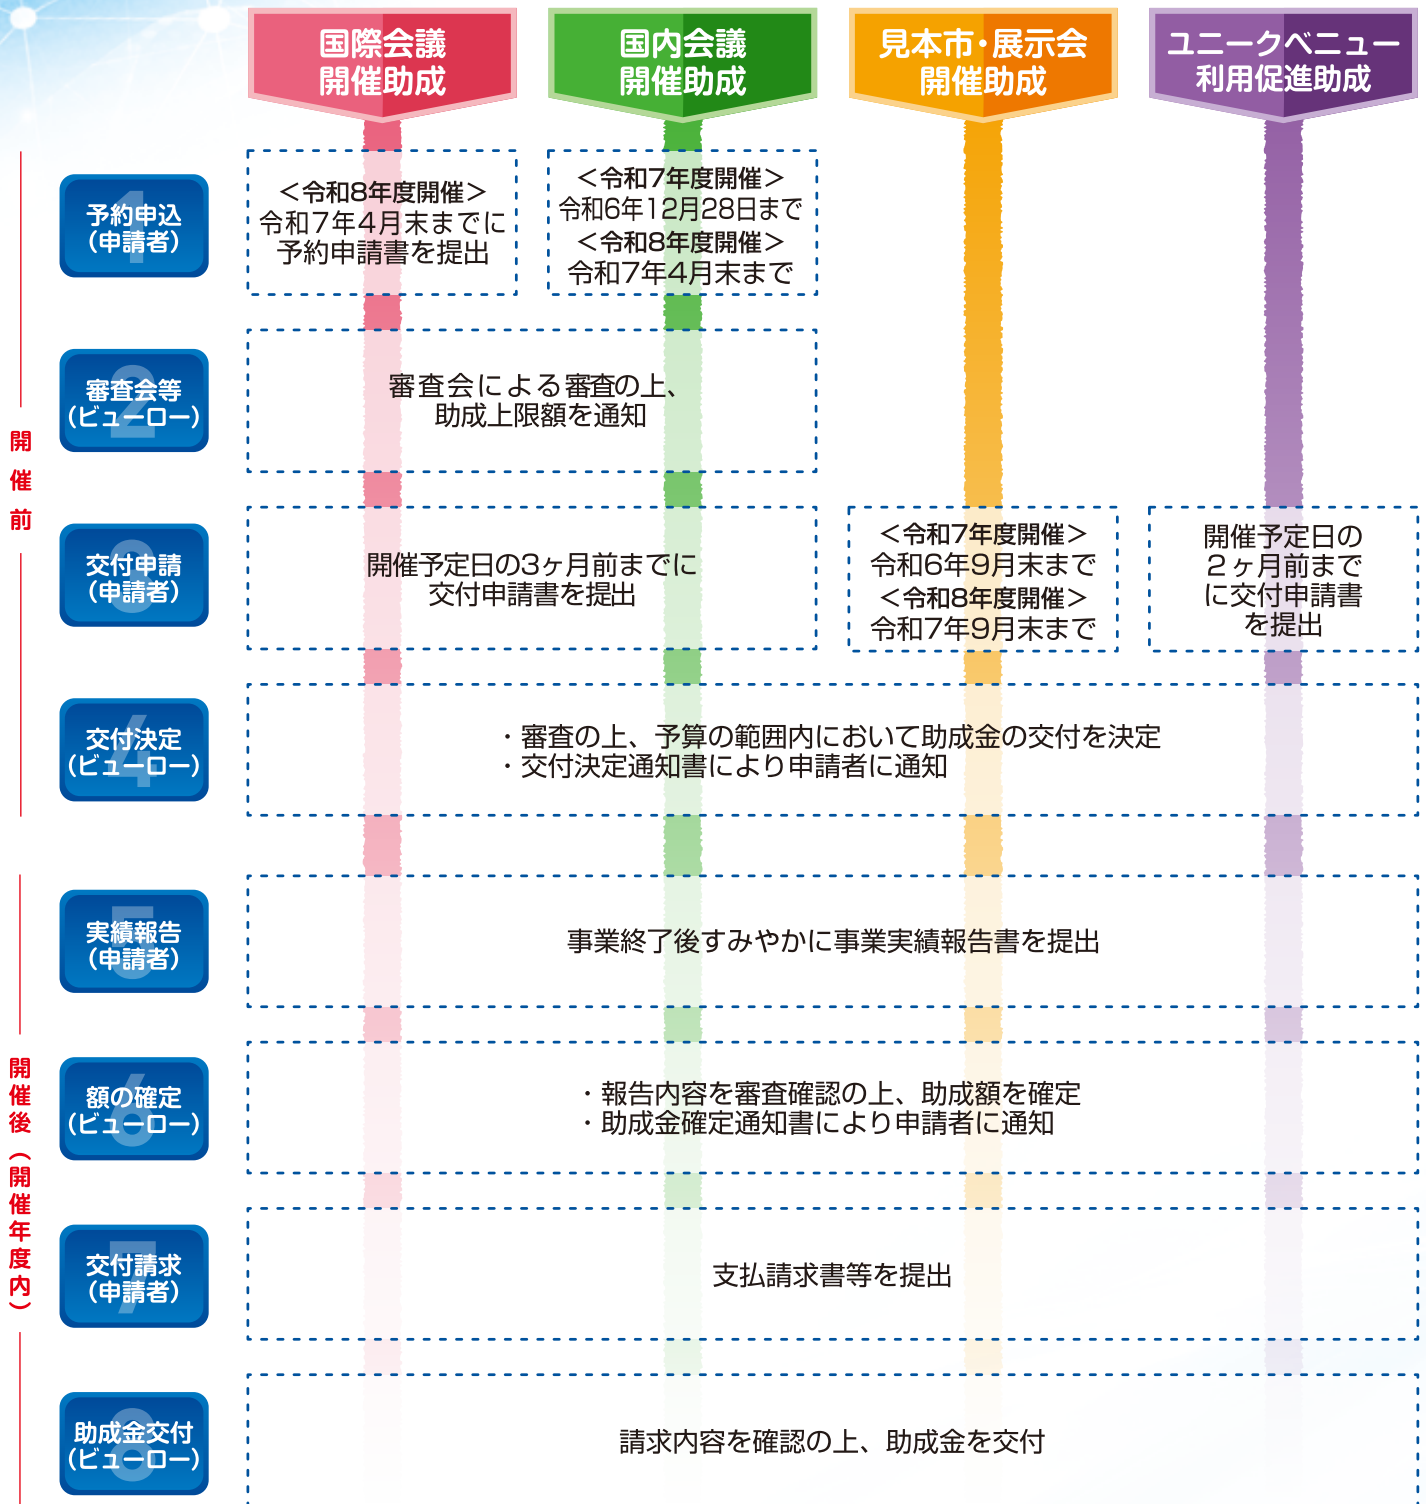 国際会議
開催助成
国内会議
開催助成
見本市・展示会
開催助成
ユニークベニュー
利用促進助成
開催前
1
予約申込
(申請者)
＜令和8年度開催＞
令和7年4月末までに
予約申請書を提出
＜令和7年度開催＞
令和6年12月28日まで
＜令和8年度開催＞
令和7年4月末まで
2
審査会等
(ビューロー)
審査会による審査の上、
助成上限額を通知
3
交付申請
(申請者)
開催予定日の3ヶ月前までに
交付申請書を提出
＜令和7年度開催＞
令和6年9月末まで
＜令和8年度開催＞
令和7年9月末まで
開催予定日の
2ヶ月前まで
に交付申請書
を提出
4
交付決定
(ビューロー)
・審査の上、予算の範囲内において助成金の交付を決定
・交付決定通知書により申請者に通知
開催後(開催年度内)
5
実績報告
(申請者)
事業終了後すみやかに事業実績報告書を提出
6
額の確定
(ビューロー)
・報告内容を審査確認の上、助成額を確定
・助成金確定通知書により申請者に通知
7
交付請求
(申請者)
支払請求書等を提出
8
助成金交付
(ビューロー)
請求内容を確認の上、助成金を交付